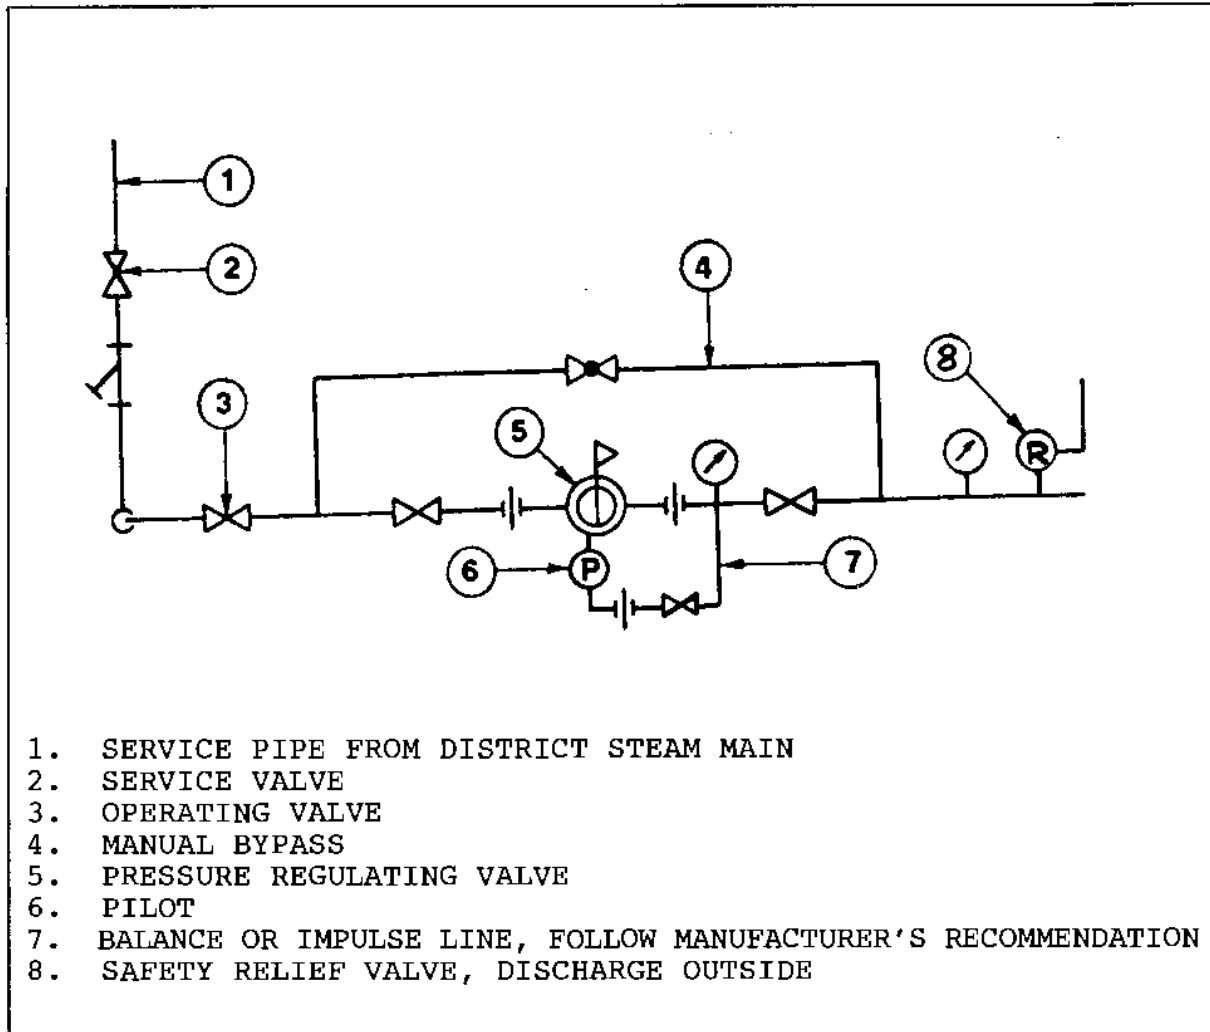 1
2
3
4
5
6
7
8
P
R
1. SERVICE PIPE FROM DISTRICT STEAM MAIN
2. SERVICE VALVE
3. OPERATING VALVE
4. MANUAL BYPASS
5. PRESSURE REGULATING VALVE
6. PILOT
7. BALANCE OR IMPULSE LINE, FOLLOW MANUFACTURER'S RECOMMENDATION
8. SAFETY RELIEF VALVE, DISCHARGE OUTSIDE